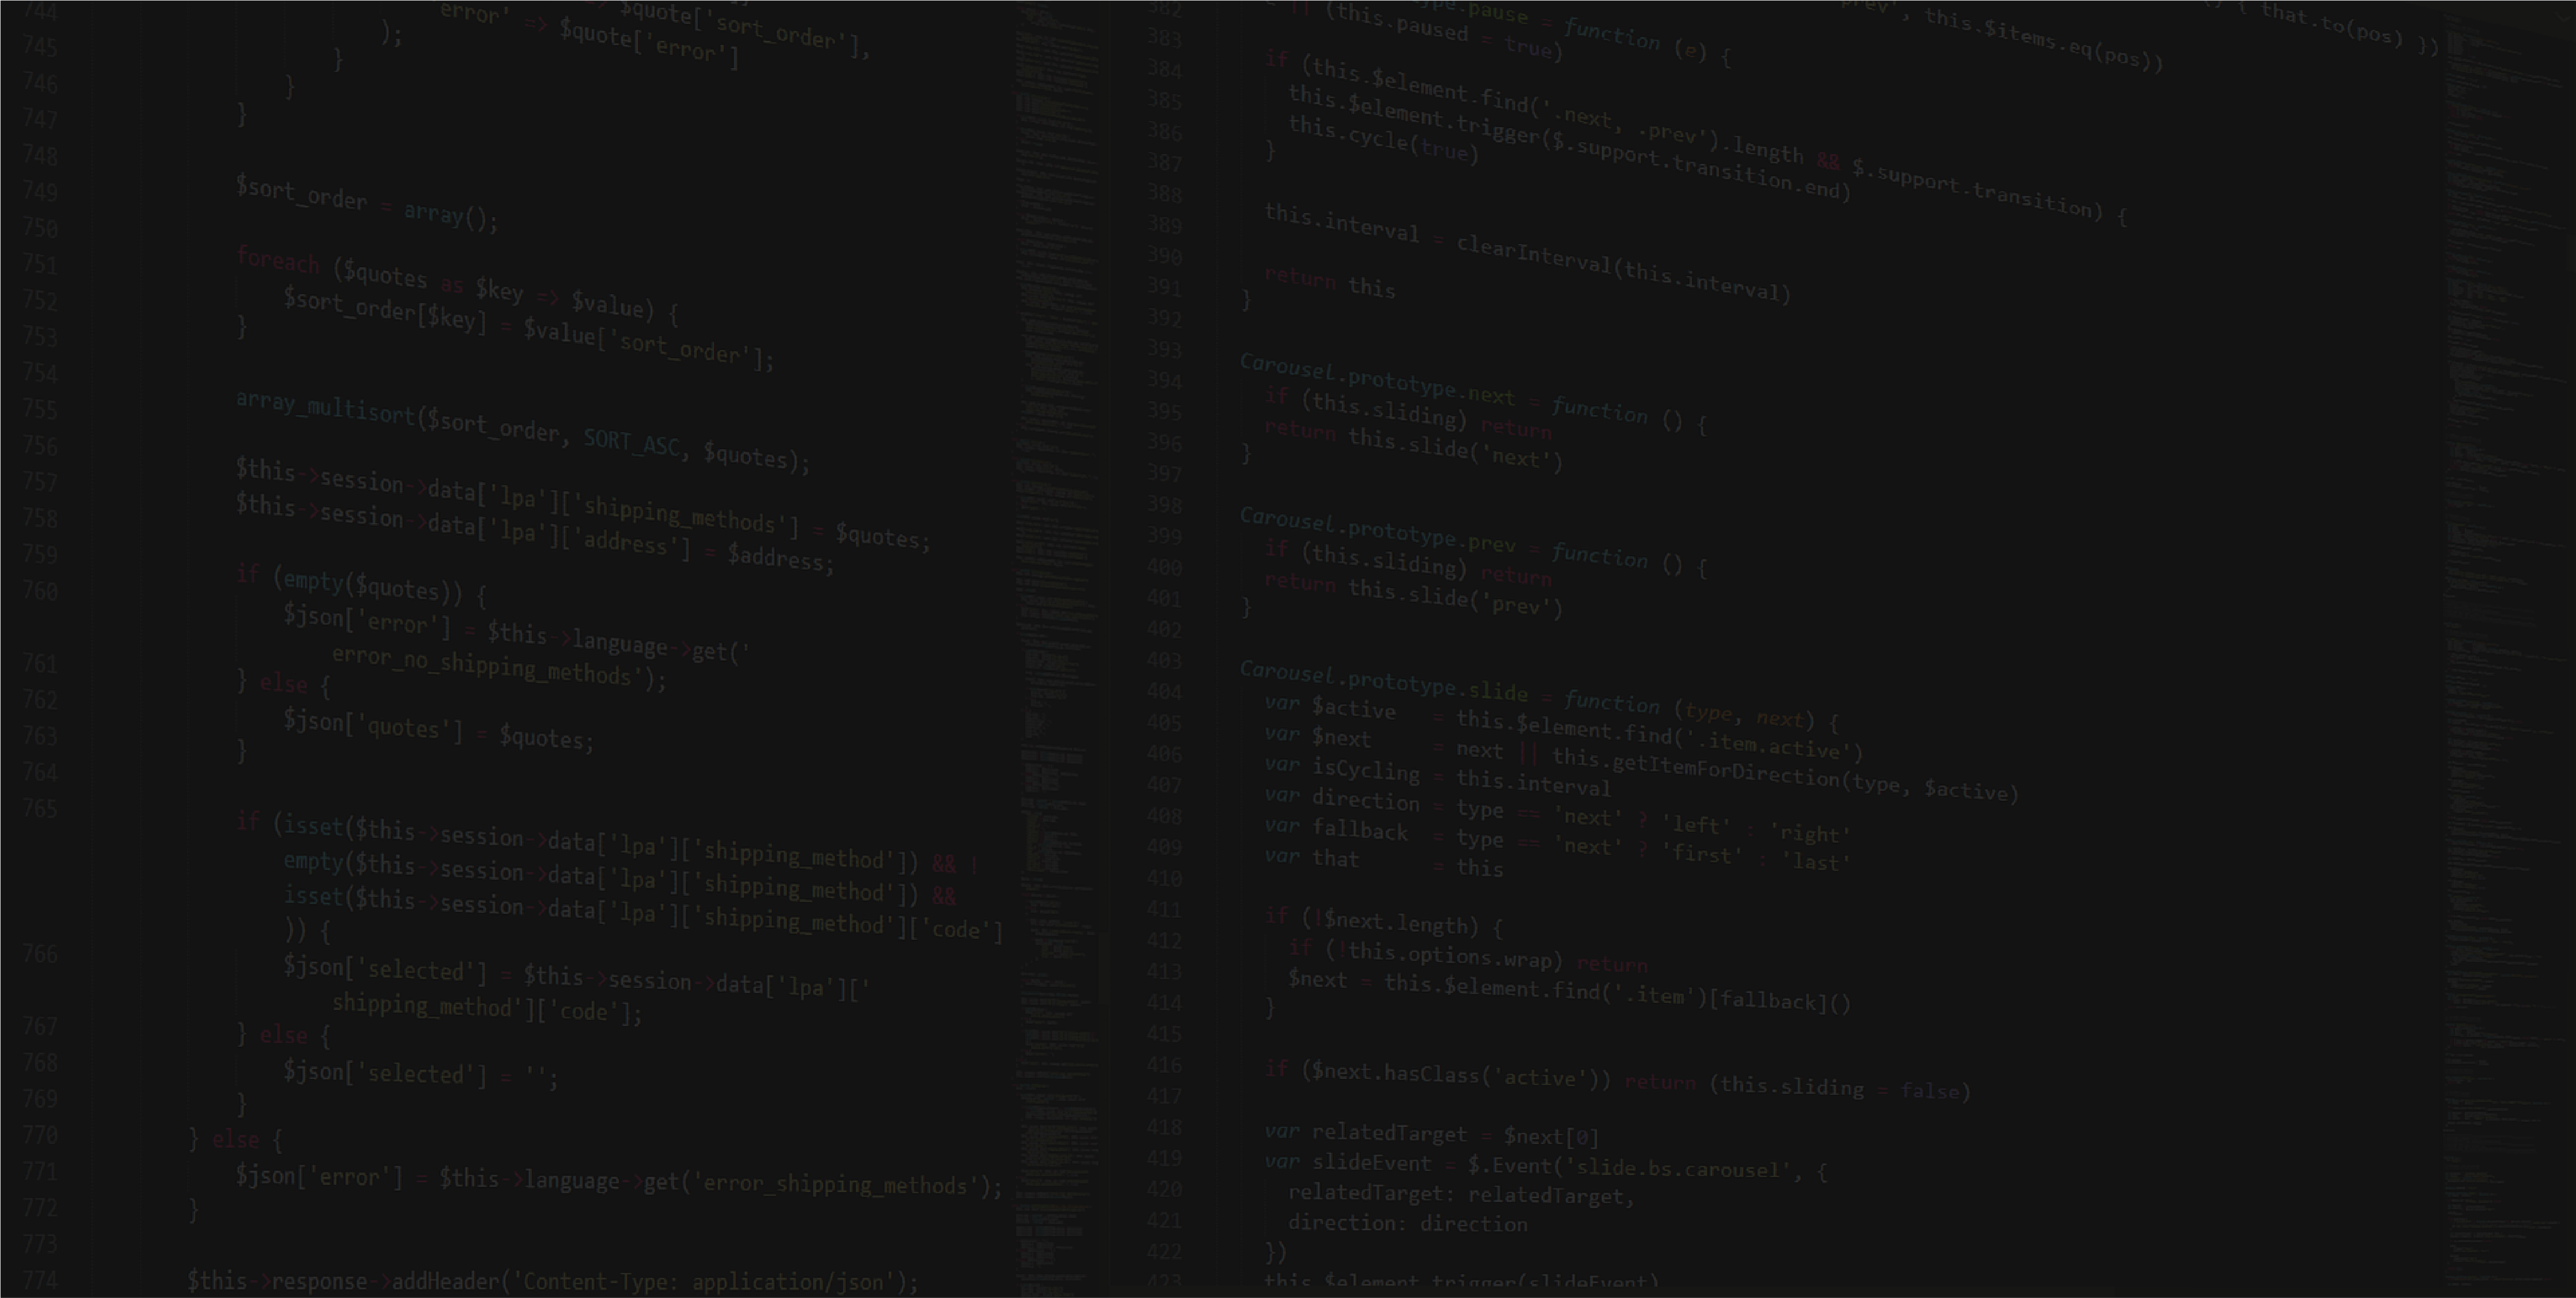 744
745
746
747
748
749
750
751
752
753
754
755
756
757
758
759
760
761
762
763
764
765
766
767
768
769
770
771
772
773
774
$quote['sort_order'],
'error' => $quote['error']
);
}
}
}
$sort_order = array();
foreach ($quotes as $key => $value) {
$sort_order[$key] = $value['sort_order'];
}
array_multisort($sort_order, SORT_ASC, $quotes);
$this->session->data['lpa']['shipping_methods'] = $quotes;
$this->session->data['lpa']['address'] = $address;
if (empty($quotes)) {
$json['error'] = $this->language->get('
error_no_shipping_methods');
} else {
$json['quotes'] = $quotes;
}
if (isset($this->session->data['lpa']['shipping_method']) && !
empty($this->session->data['lpa']['shipping_method']) &&
isset($this->session->data['lpa']['shipping_method']['code']
)) {
$json['selected'] = $this->session->data['lpa']['
shipping_method']['code'];
} else {
$json['selected'] = '';
}
} else {
$json['error'] = $this->language->get('error_shipping_methods');
}
$this->response->addHeader('Content-Type: application/json');
382
383
384
385
386
387
388
389
390
391
392
393
394
395
396
397
398
399
400
401
402
403
404
405
406
407
408
409
410
411
412
413
414
415
416
417
418
419
420
421
422
423
', this.$items.eq(pos))
{ that.to(pos) })
.pause = function (e) {
|| (this.paused = true)
if (this.$element.find('.next, .prev').length && $.support.transition) {
this.$element.trigger($.support.transition.end)
this.cycle(true)
}
this.interval = clearInterval(this.interval)
return this
}
Carousel.prototype.next = function () {
if (this.sliding) return
return this.slide('next')
}
Carousel.prototype.prev = function () {
if (this.sliding) return
return this.slide('prev')
}
Carousel.prototype.slide = function (type, next) {
var $active = this.$element.find('.item.active')
var $next = next || this.getItemForDirection(type, $active)
var isCycling = this.interval
var direction = type == 'next' ? 'left' : 'right'
var fallback = type == 'next' ? 'first' : 'last'
var that = this
if (!$next.length) {
if (!this.options.wrap) return
$next = this.$element.find('.item')[fallback]()
}
if ($next.hasClass('active')) return (this.sliding = false)
var relatedTarget = $next[0]
var slideEvent = $.Event('slide.bs.carousel', {
relatedTarget: relatedTarget,
direction: direction
})
this.$element.trigger(slideEvent)